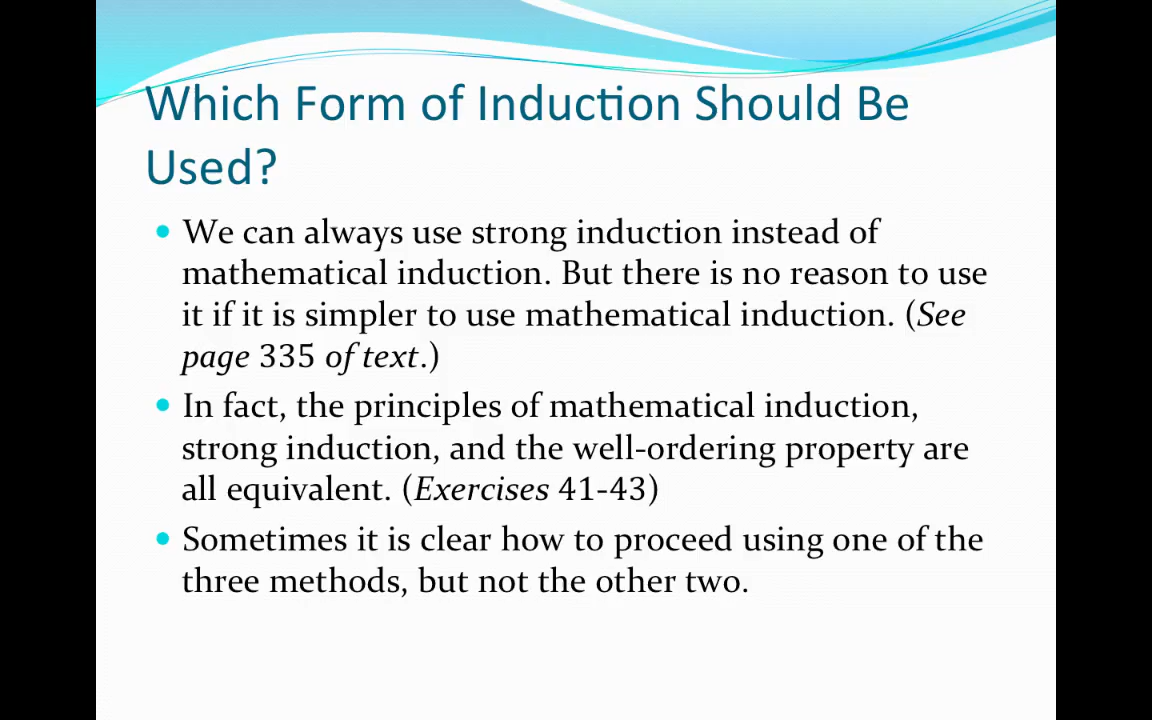 Which Form of Induction Should Be
Used?
• We can always use strong induction instead of
mathematical induction. But there is no reason to use
it if it is simpler to use mathematical induction. (See
page 335 of text.)
• In fact, the principles of mathematical induction,
strong induction, and the well-ordering property are
all equivalent. (Exercises 41-43)
• Sometimes it is clear how to proceed using one of the
three methods, but not the other two.